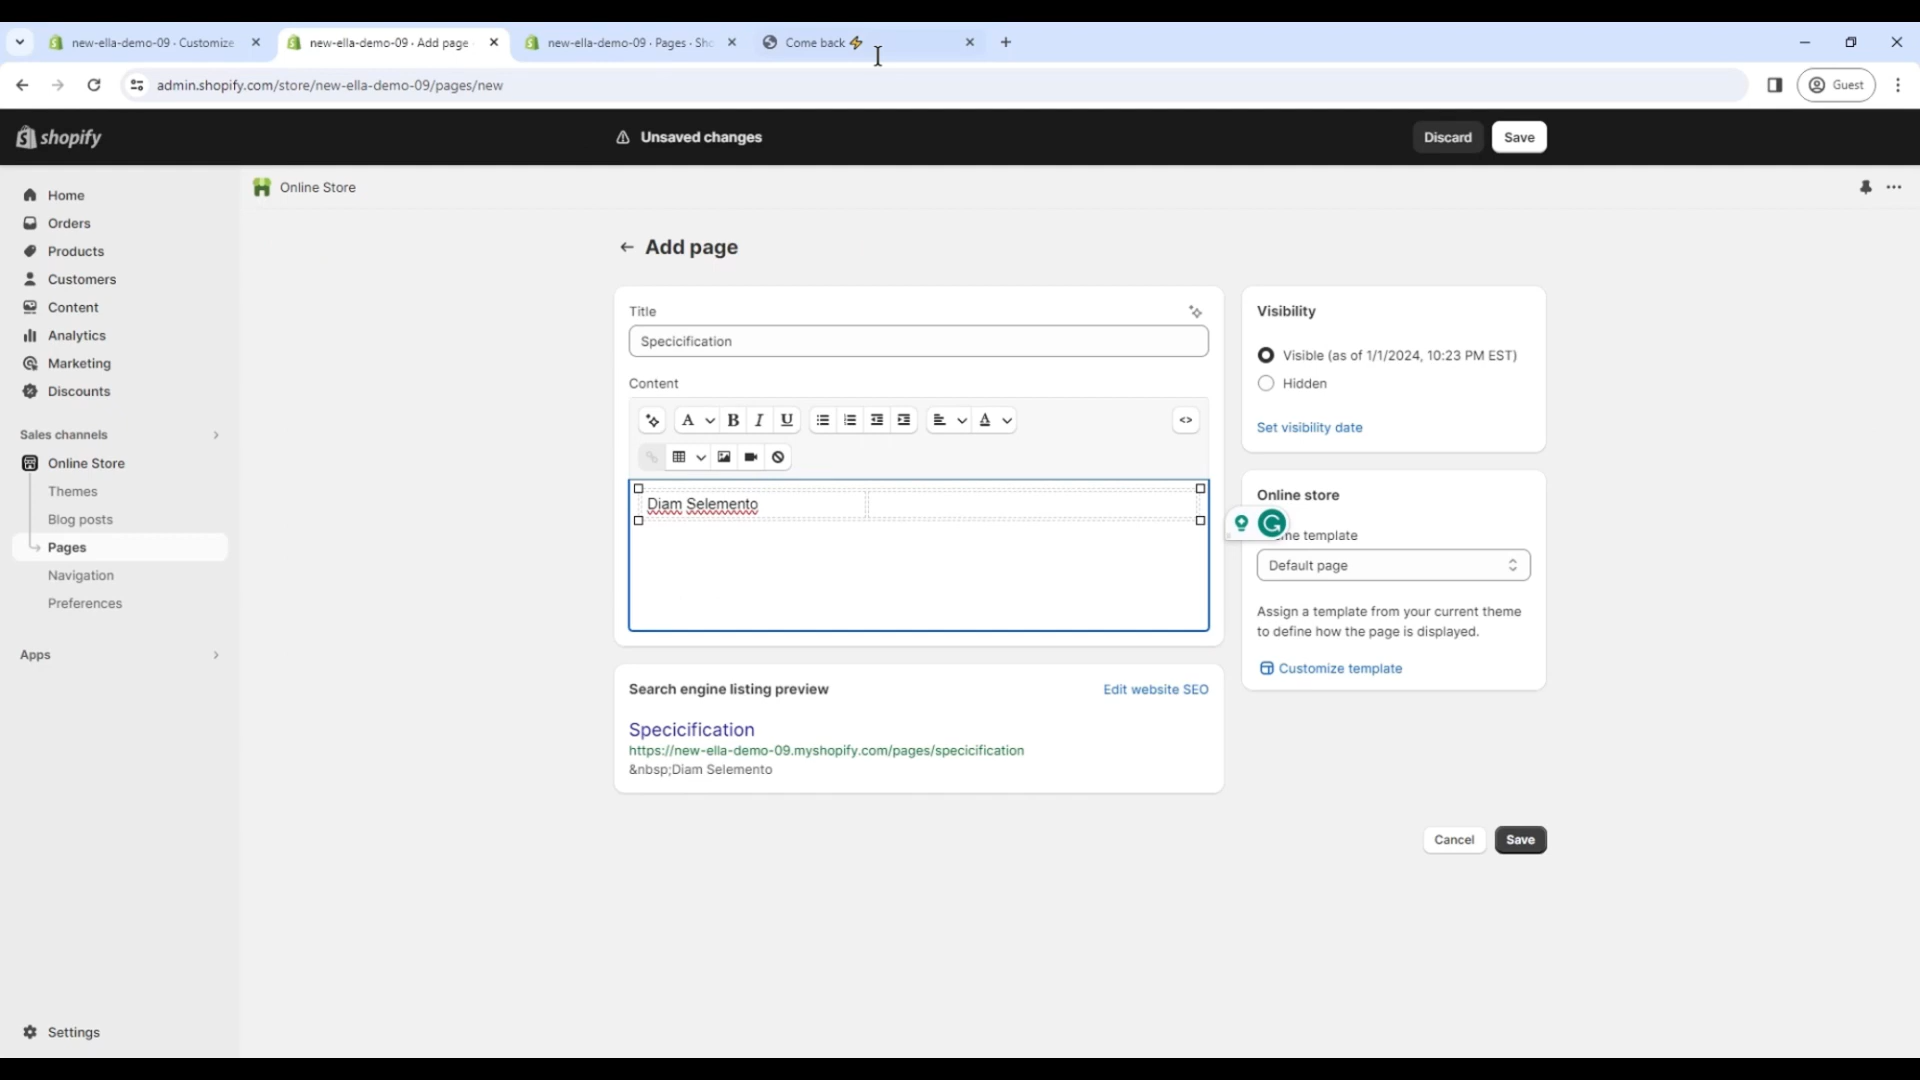 new-ella-demo-09 · Customize
new-ella-demo-09 · Add page
new-ella-demo-09 · Pages · Sho
Come back ⚡
admin.shopify.com/store/new-ella-demo-09/pages/new
Guest
shopify
Unsaved changes
Discard
Save
Home
Orders
Products
Customers
Content
Analytics
Marketing
Discounts
Sales channels
Online Store
Themes
Blog posts
Pages
Navigation
Preferences
Apps
Settings
Online Store
Add page
Title
Specicification
Content
A
B
I
U
A
<>
Diam Selemento
Search engine listing preview
Edit website SEO
Specicification
https://new-ella-demo-09.myshopify.com/pages/specicification
&nbsp;Diam Selemento
Visibility
Visible (as of 1/1/2024, 10:23 PM EST)
Hidden
Set visibility date
Online store
me template
Default page
Assign a template from your current theme
to define how the page is displayed.
Customize template
Cancel
Save